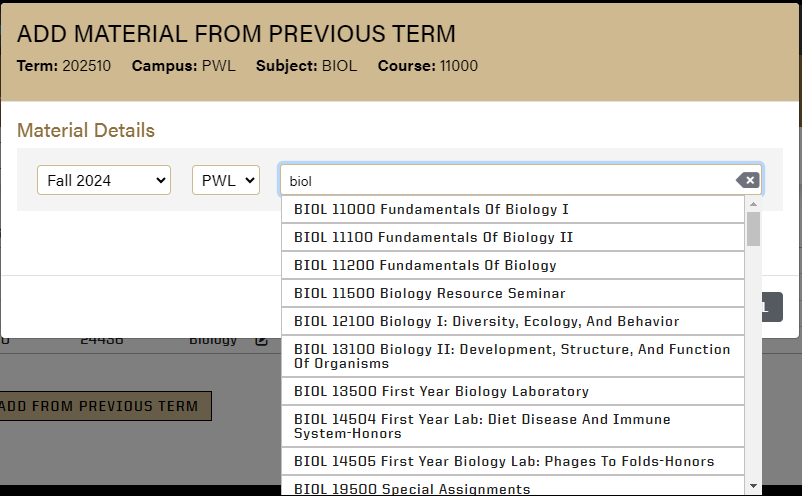 ADD MATERIAL FROM PREVIOUS TERM
Term: 202510 Campus: PWL Subject: BIOL Course: 11000
Material Details
Fall 2024 PWL biol
BIOL 11000 Fundamentals Of Biology I
BIOL 11100 Fundamentals Of Biology II
BIOL 11200 Fundamentals Of Biology
BIOL 11500 Biology Resource Seminar
BIOL 12100 Biology I: Diversity, Ecology, And Behavior
BIOL 13100 Biology II: Development, Structure, And Function
Of Organisms
BIOL 13500 First Year Biology Laboratory
BIOL 14504 First Year Lab: Diet Disease And Immune
System-Honors
BIOL 14505 First Year Biology Lab: Phages To Folds-Honors
BIOL 19500 Special Assignments
Biology
ADD FROM PREVIOUS TERM